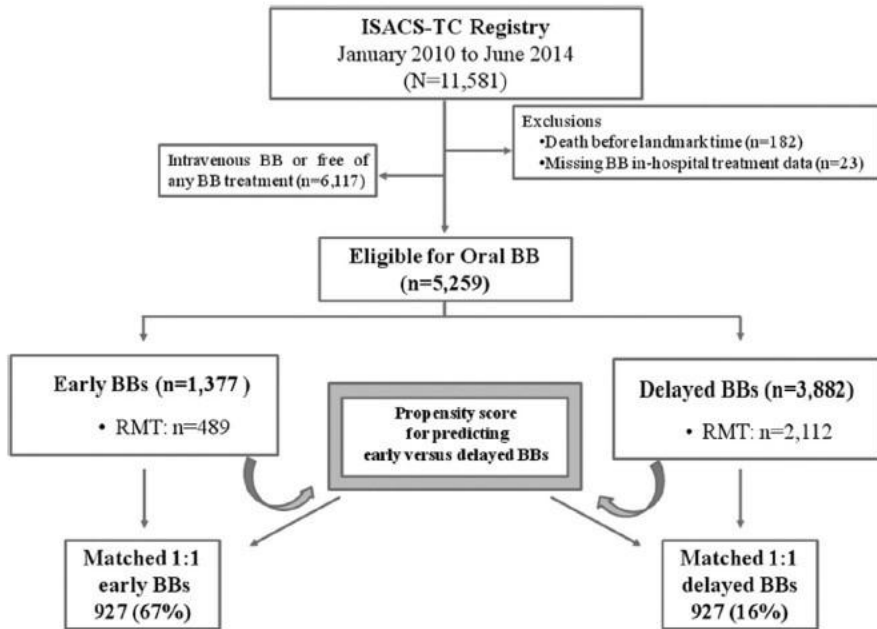 ISACS-TC Registry
January 2010 to June 2014
(N=11,581)
Exclusions
•Death before landmark time (n=182)
•Missing BB in-hospital treatment data (n=23)
Intravenous BB or free of
any BB treatment (n=6,117)
Eligible for Oral BB
(n=5,259)
Early BBs (n=1,377 )
• RMT: n=489
Propensity score
for predicting
early versus delayed BBs
Delayed BBs (n=3,882)
• RMT: n=2,112
Matched 1:1
early BBs
927 (67%)
Matched 1:1
delayed BBs
927 (16%)